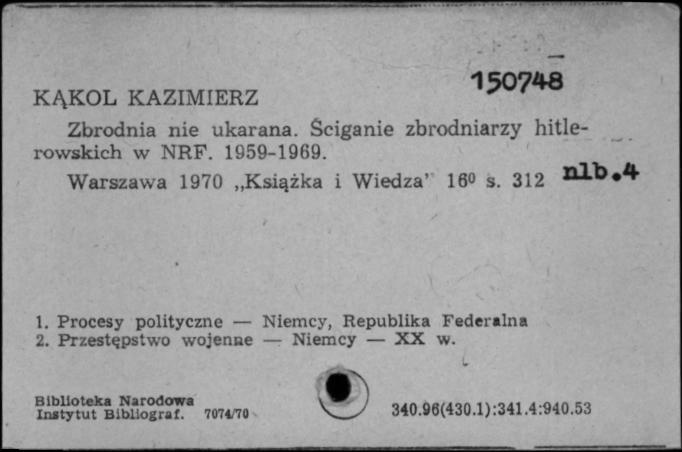 150748
KĄKOL KAZIMIERZ
Zbrodnia nie ukarana. Ściganie zbrodniarzy hitle-
rowskich w NRF. 1959-1969.
Warszawa 1970 „Książka i Wiedza” 16⁰ s. 312 nlb.4
1. Procesy polityczne — Niemcy, Republika Federalna
2. Przestępstwo wojenne — Niemcy — XX w.
Biblioteka Narodowa
Instytut Bibliograf. 7074/70
340.96(430.1):341.4:940.53